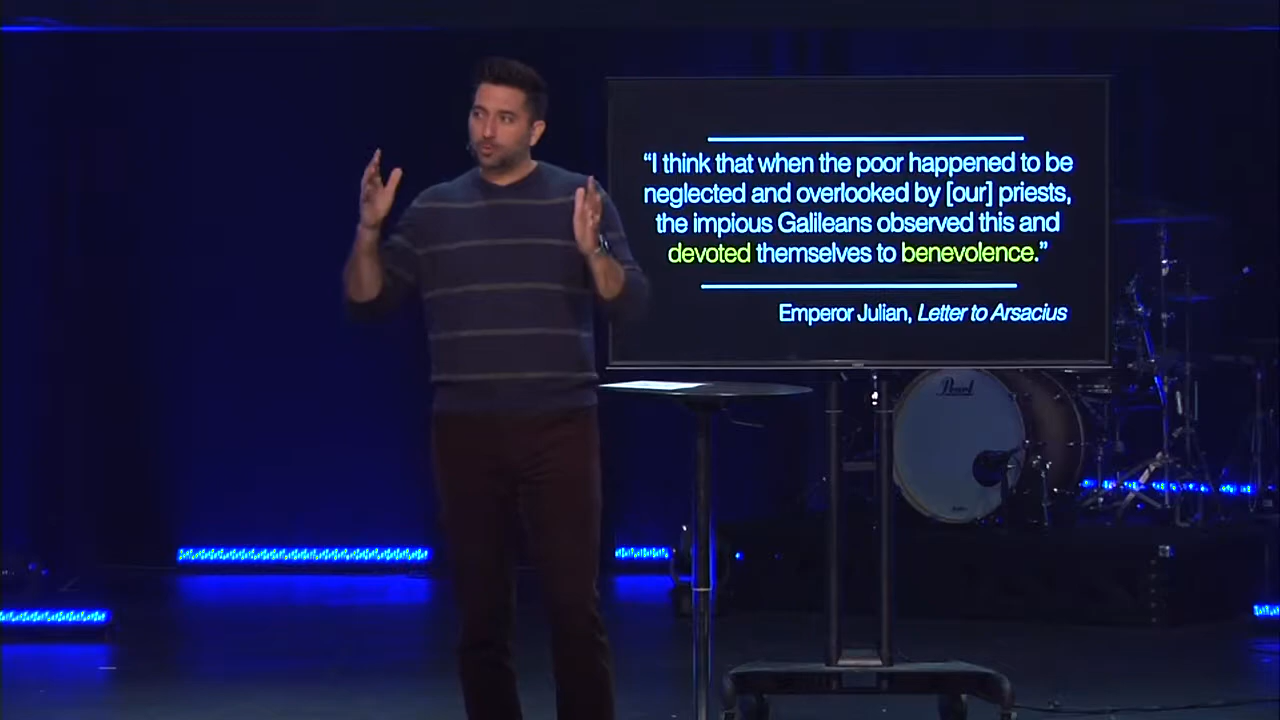 “I think that when the poor happened to be
neglected and overlooked by [our] priests,
the impious Galileans observed this and
devoted themselves to benevolence.”
Emperor Julian, Letter to Arsacius
Pearl